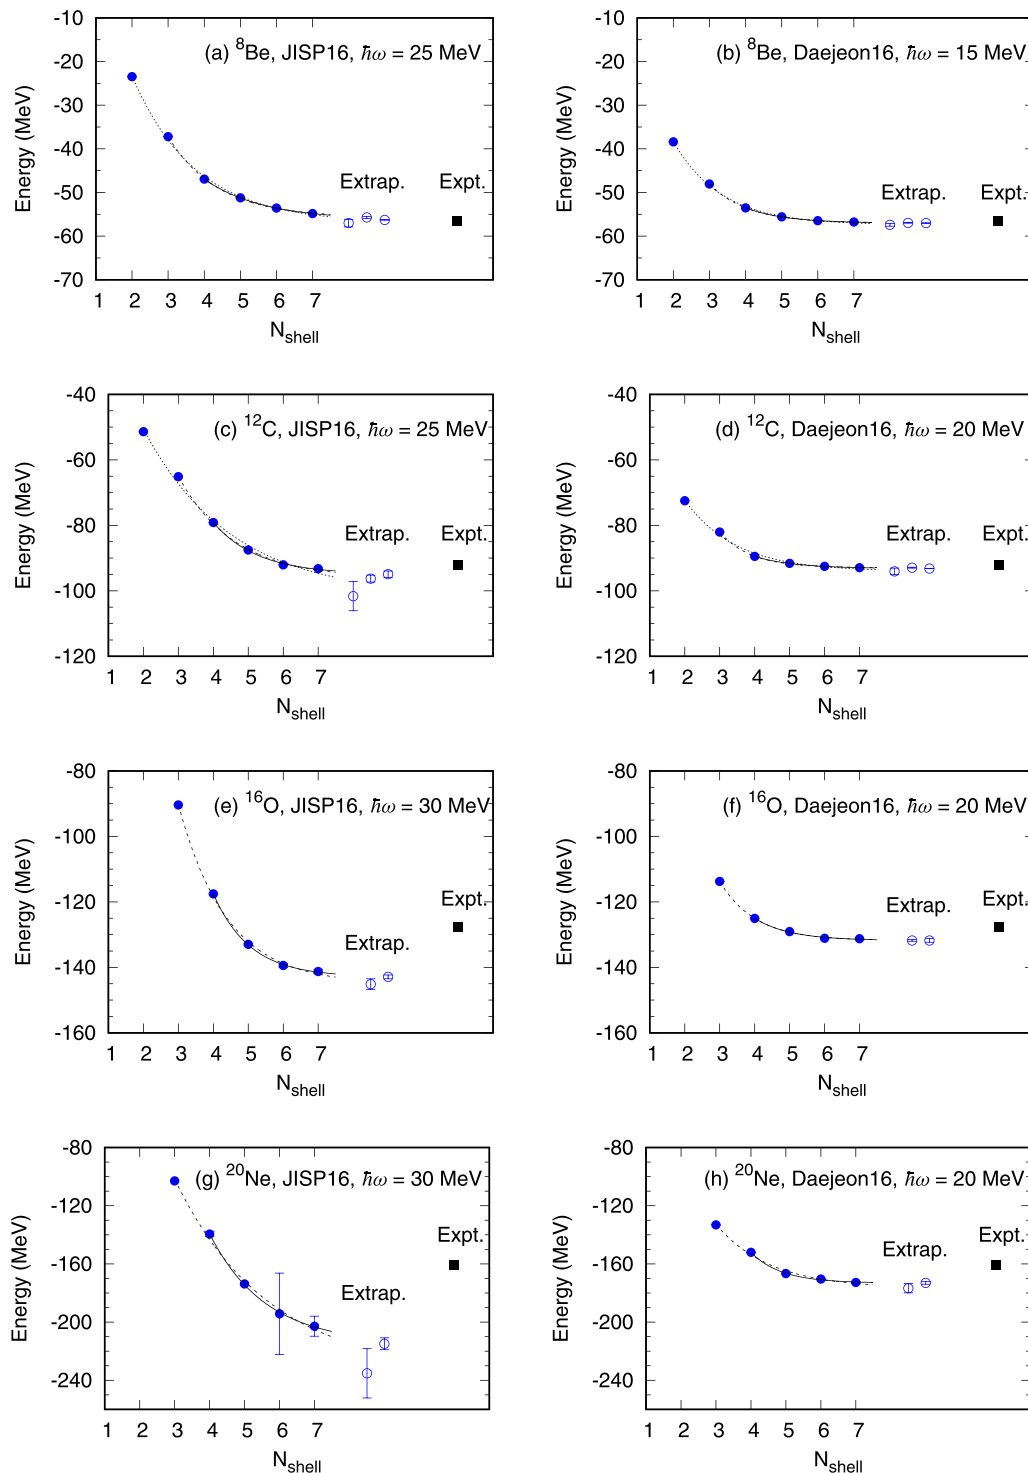 (a) ⁸Be, JISP16, ℏω = 25 MeV
Energy (MeV)
-10
-20
-30
-40
-50
-60
-70
Extrap. Expt.
1 2 3 4 5 6 7
N_shell
(b) ⁸Be, Daejeon16, ℏω = 15 MeV
Energy (MeV)
-10
-20
-30
-40
-50
-60
-70
Extrap. Expt.
1 2 3 4 5 6 7
N_shell
(c) ¹²C, JISP16, ℏω = 25 MeV
Energy (MeV)
-40
-60
-80
-100
-120
Extrap. Expt.
1 2 3 4 5 6 7
N_shell
(d) ¹²C, Daejeon16, ℏω = 20 MeV
Energy (MeV)
-40
-60
-80
-100
-120
Extrap. Expt.
1 2 3 4 5 6 7
N_shell
(e) ¹⁶O, JISP16, ℏω = 30 MeV
Energy (MeV)
-80
-100
-120
-140
-160
Expt.
Extrap.
1 2 3 4 5 6 7
N_shell
(f) ¹⁶O, Daejeon16, ℏω = 20 MeV
Energy (MeV)
-80
-100
-120
-140
-160
Expt.
Extrap.
1 2 3 4 5 6 7
N_shell
(g) ²⁰Ne, JISP16, ℏω = 30 MeV
Energy (MeV)
-80
-120
-160
-200
-240
Expt.
Extrap.
1 2 3 4 5 6 7
N_shell
(h) ²⁰Ne, Daejeon16, ℏω = 20 MeV
Energy (MeV)
-80
-120
-160
-200
-240
Expt.
Extrap.
1 2 3 4 5 6 7
N_shell